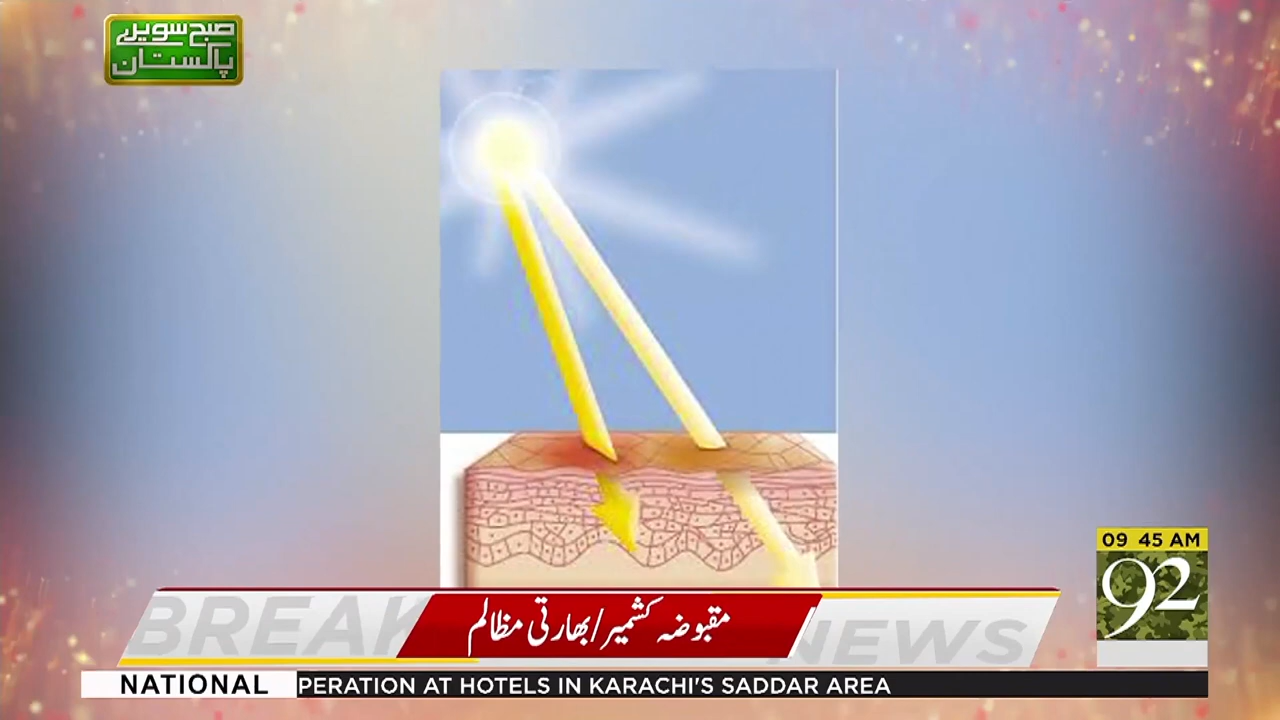 صبح سویرے
پاکستان
09 45 AM
92
BREAK
مقبوضہ کشمیر/بھارتی مظالم
NEWS
NATIONAL
PERATION AT HOTELS IN KARACHI'S SADDAR AREA